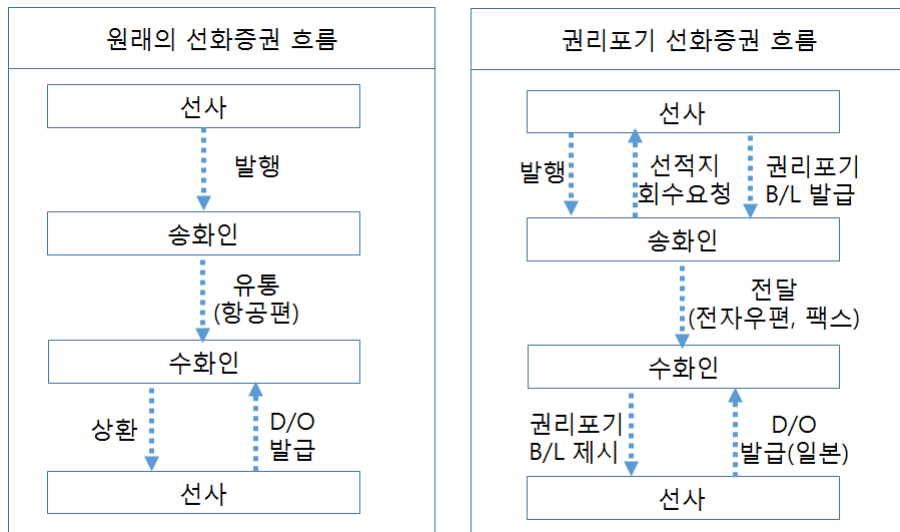 원래의 선화증권 흐름
선사
발행
송화인
유통
(항공편)
수화인
상환
D/O
발급
선사
권리포기 선화증권 흐름
선사
발행
선적지
회수요청
권리포기
B/L 발급
송화인
전달
(전자우편, 팩스)
수화인
권리포기
B/L 제시
D/O
발급(일본)
선사